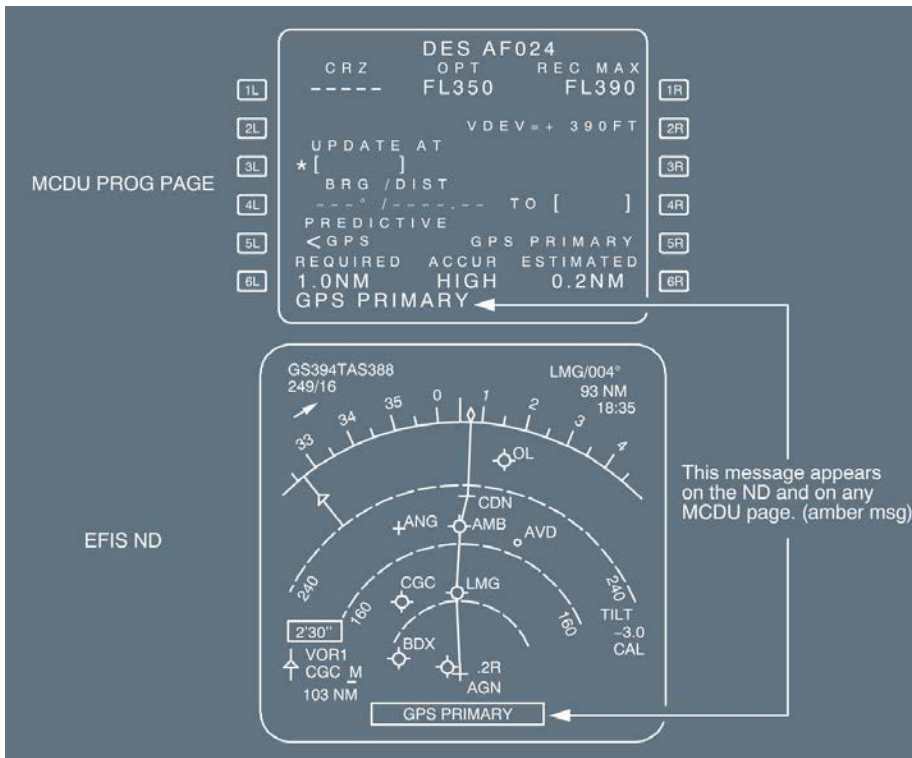 DES AF024
CRZ OPT REC MAX
1L ----- FL350 FL390 1R
2L VDEV=+ 390FT 2R
UPDATE AT
3L *[ ] 3R
BRG /DIST
4L ---° /----.-- TO [ ] 4R
PREDICTIVE
5L <GPS GPS PRIMARY 5R
REQUIRED ACCUR ESTIMATED
6L 1.0NM HIGH 0.2NM 6R
GPS PRIMARY
MCDU PROG PAGE
GS394TAS388
249/16
LMG/004°
93 NM
18:35
33 34 35 0 1 2 3 4
OL
CDN
ANG
AMB
AVD
CGC
LMG
240
160
160
240
TILT
-3.0
CAL
2'30"
VOR1
CGC M
103 NM
BDX
.2R
AGN
GPS PRIMARY
EFIS ND
This message appears
on the ND and on any
MCDU page. (amber msg)